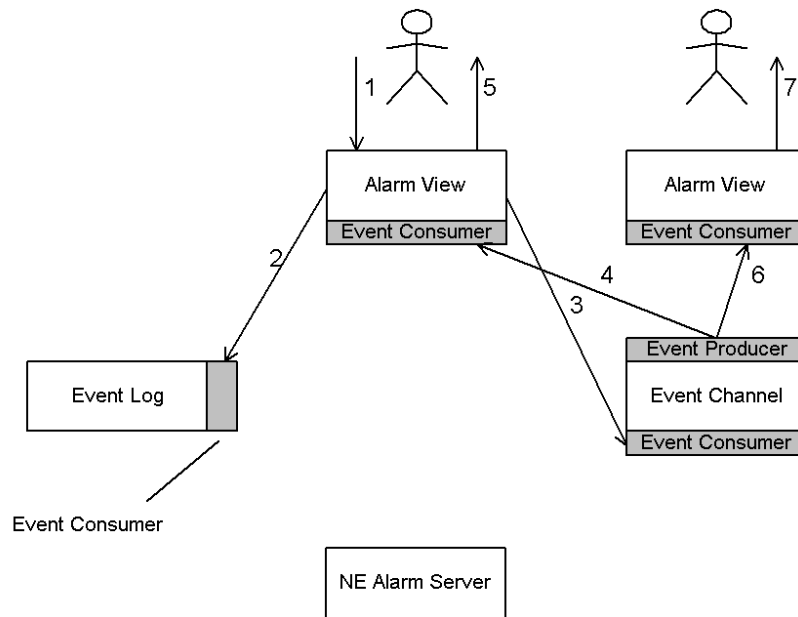 1
5
7
Alarm View
Alarm View
Event Consumer
Event Consumer
2
4
6
3
Event Producer
Event Log
Event Channel
Event Consumer
Event Consumer
NE Alarm Server